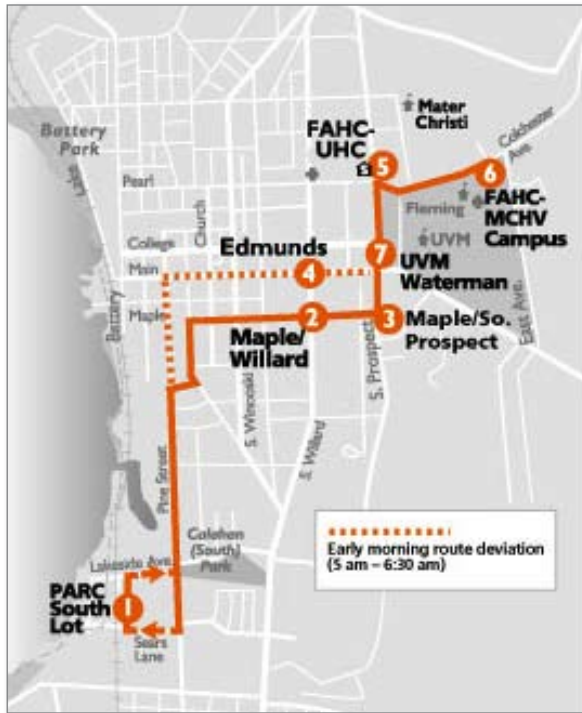 Mater
Christi
Battery
Park
Lake
FAHC-
UHC
5
6
Colchester
Ave.
Pearl
Church
Fleming
FAHC-
MCHV
Campus
UVM
College
Edmunds
4
7
UVM
Waterman
Main
Maple
Battery
2
3
Maple/So.
Prospect
East Ave.
Maple/
Willard
S. Prospect
S. Winooski
S. Willard
Pine Street
Calahan
(South)
Park
Early morning route deviation
(5 am – 6:30 am)
Lakeside Ave.
PARC
South
Lot
1
Sears
Lane